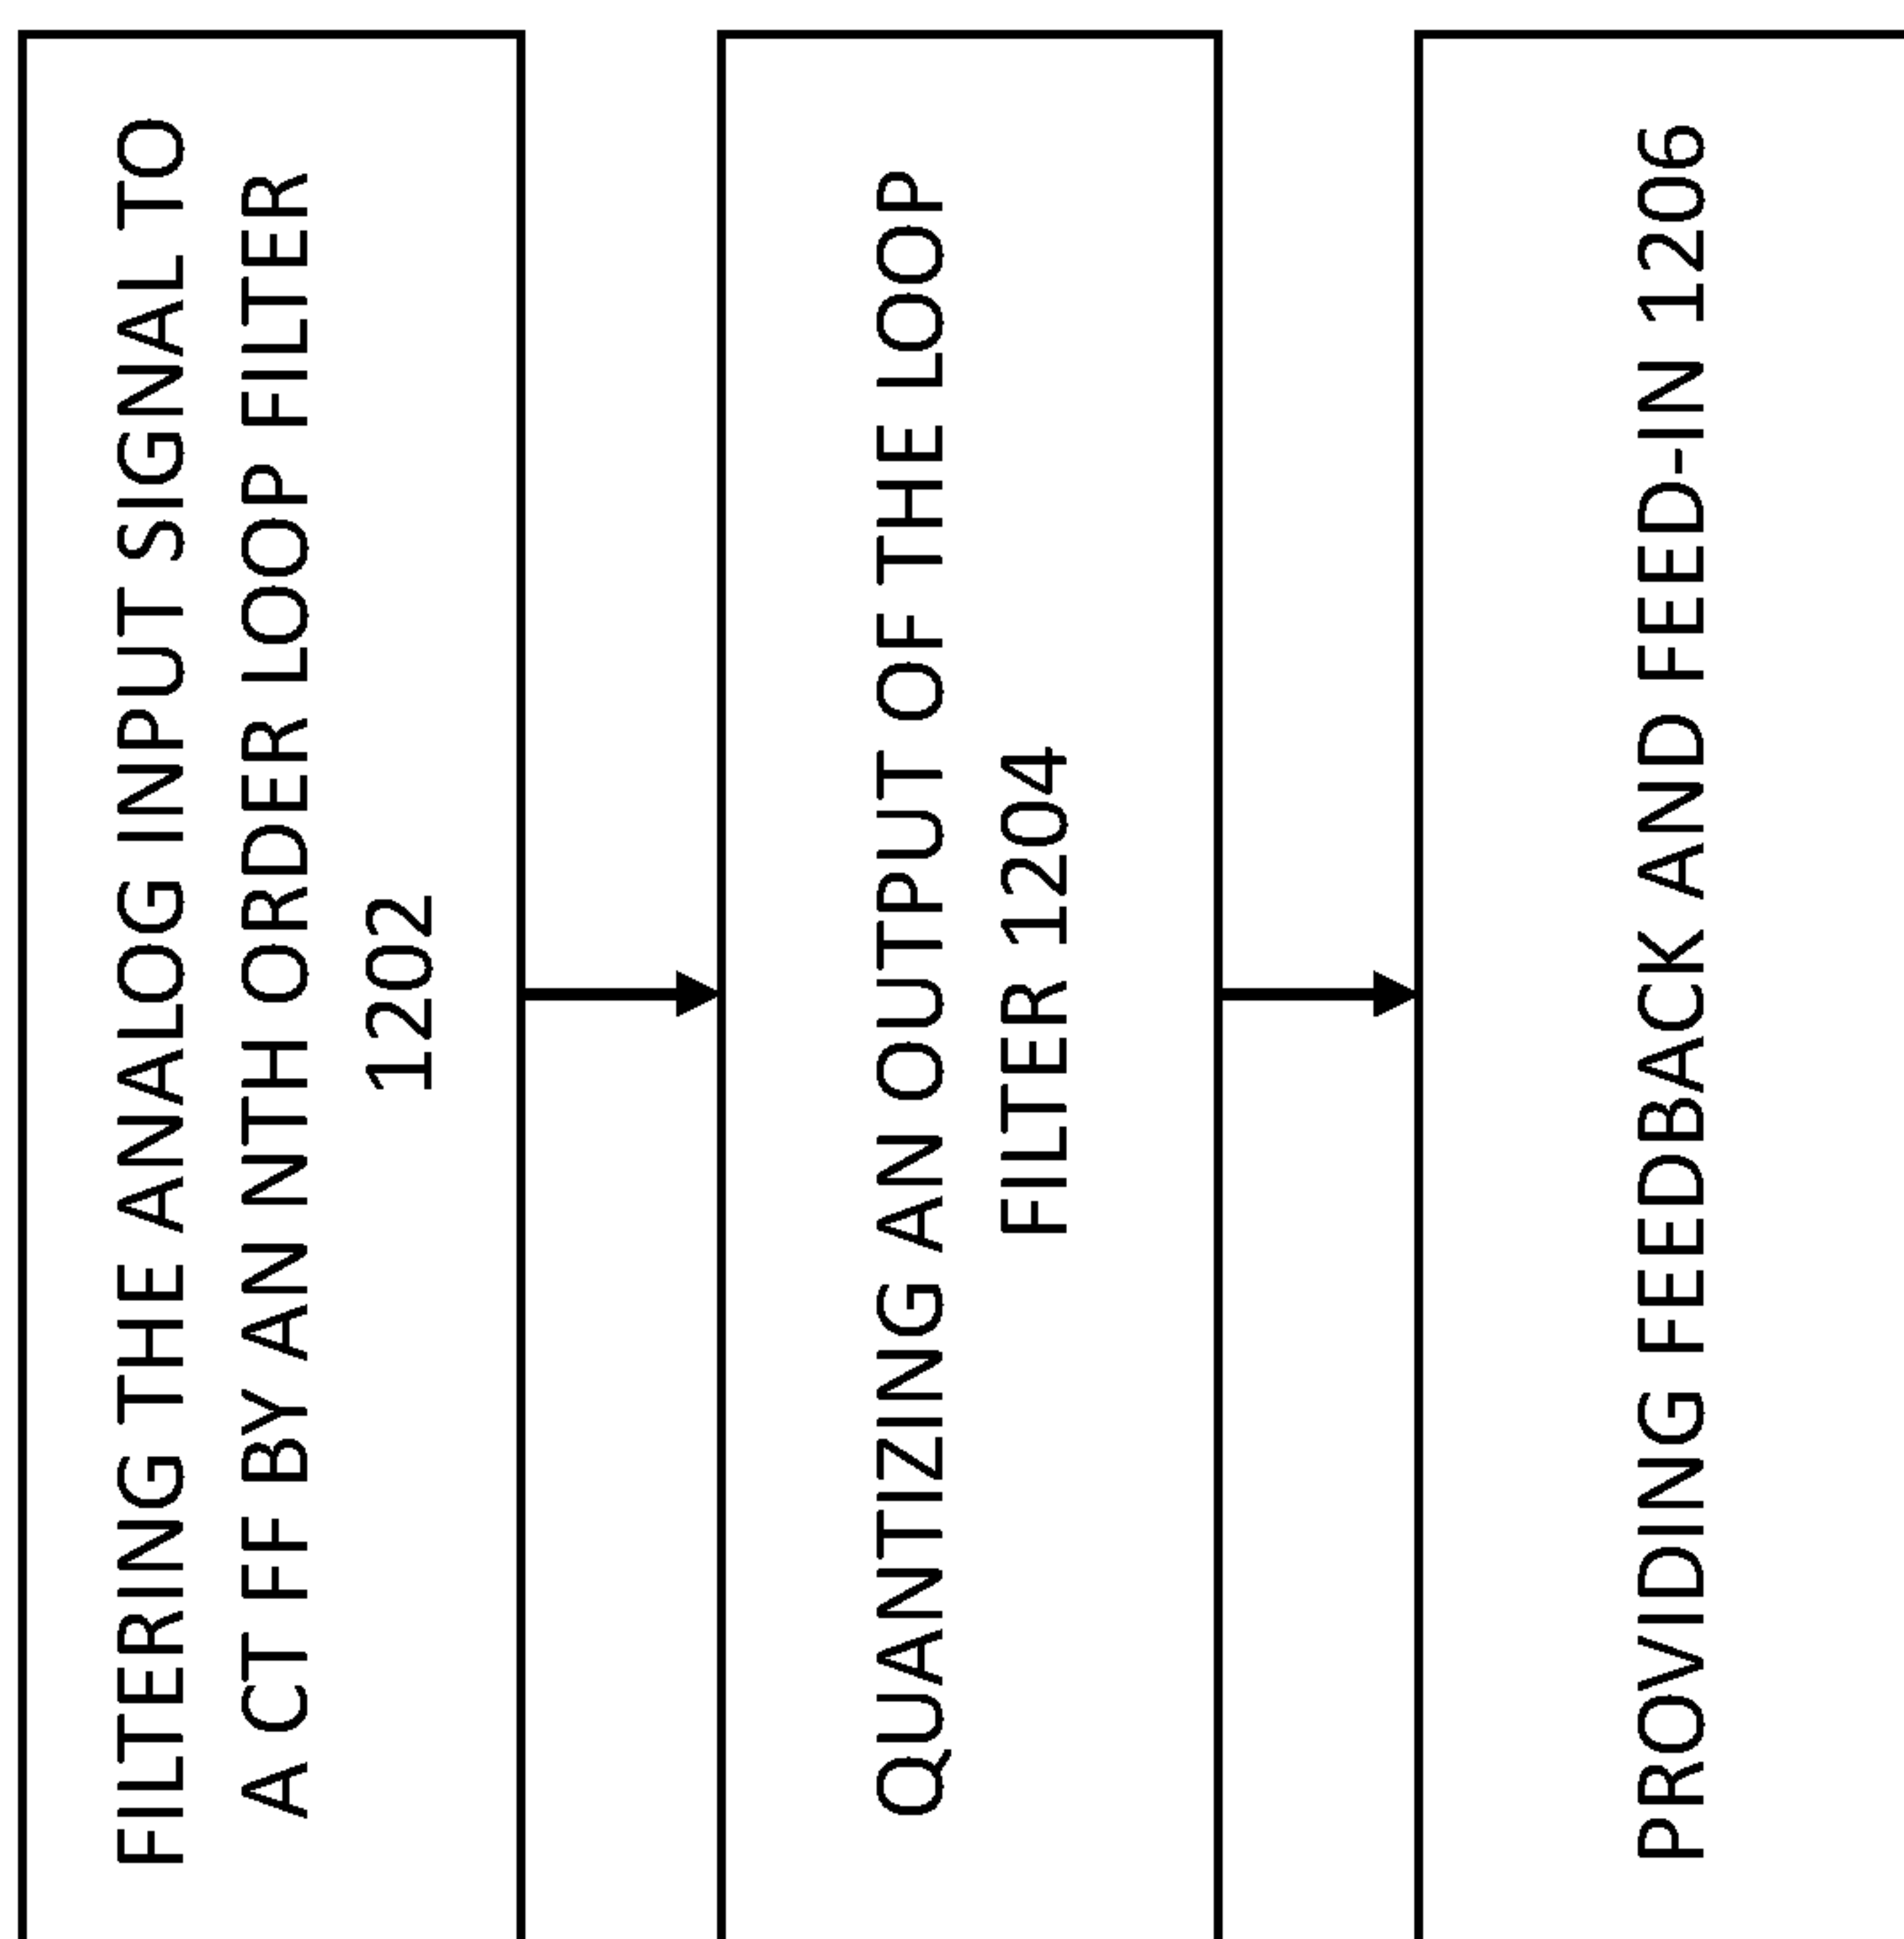 FILTERING THE ANALOG INPUT SIGNAL TO
A CT FF BY AN NTH ORDER LOOP FILTER
1202
QUANTIZING AN OUTPUT OF THE LOOP
FILTER 1204
PROVIDING FEEDBACK AND FEED-IN 1206